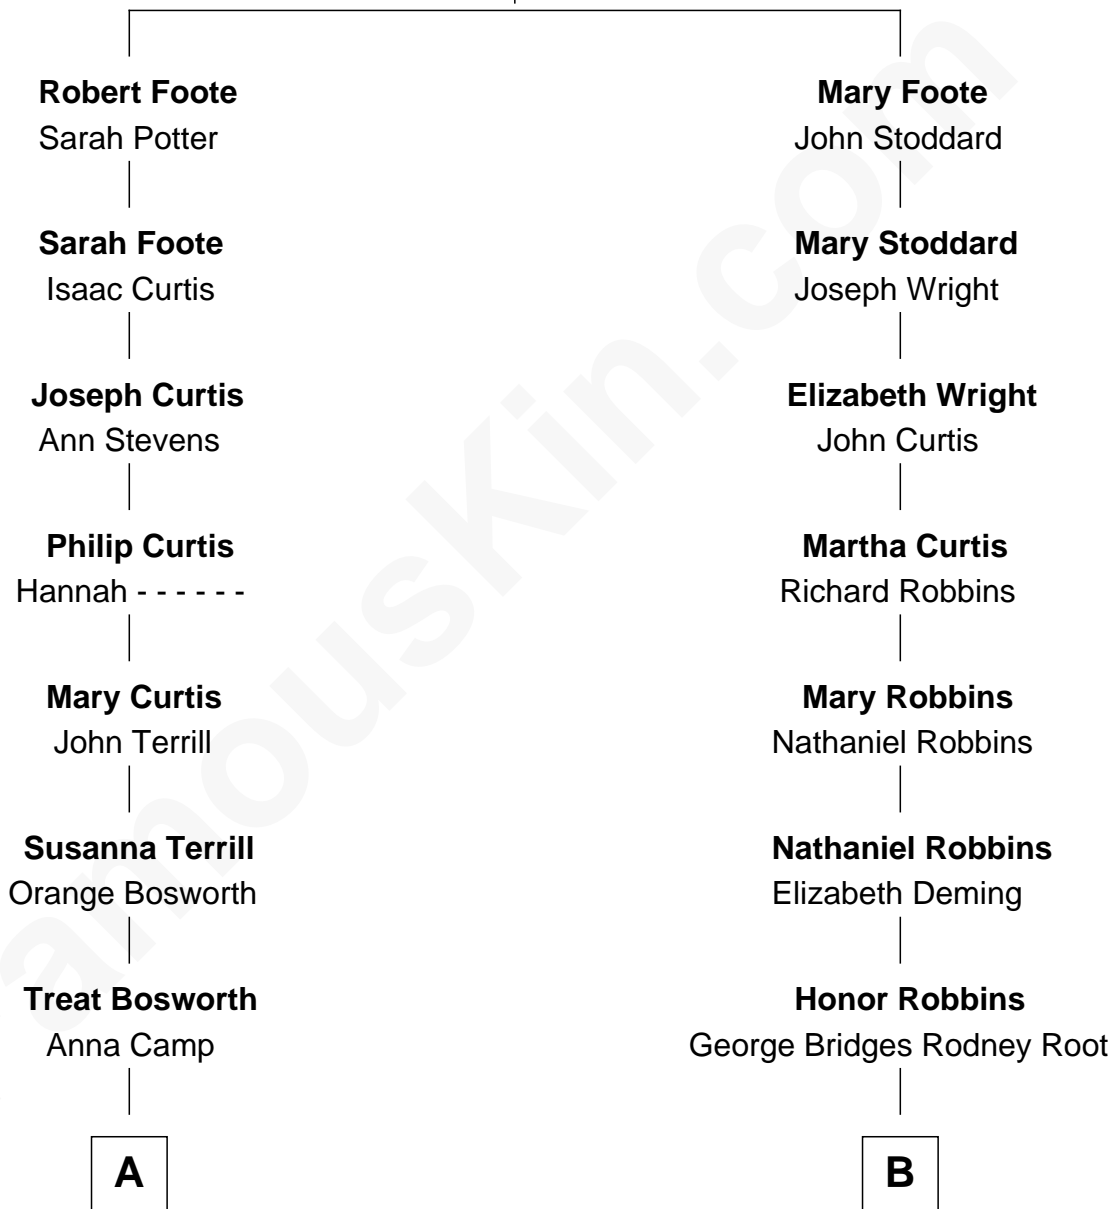 Robert Foote
Sarah Potter
Sarah Foote
Isaac Curtis
Joseph Curtis
Ann Stevens
Philip Curtis
Hannah - - - - - -
Mary Curtis
John Terrill
Susanna Terrill
Orange Bosworth
Treat Bosworth
Anna Camp
A
Mary Foote
John Stoddard
Mary Stoddard
Joseph Wright
Elizabeth Wright
John Curtis
Martha Curtis
Richard Robbins
Mary Robbins
Nathaniel Robbins
Nathaniel Robbins
Elizabeth Deming
Honor Robbins
George Bridges Rodney Root
B
amousKin.com